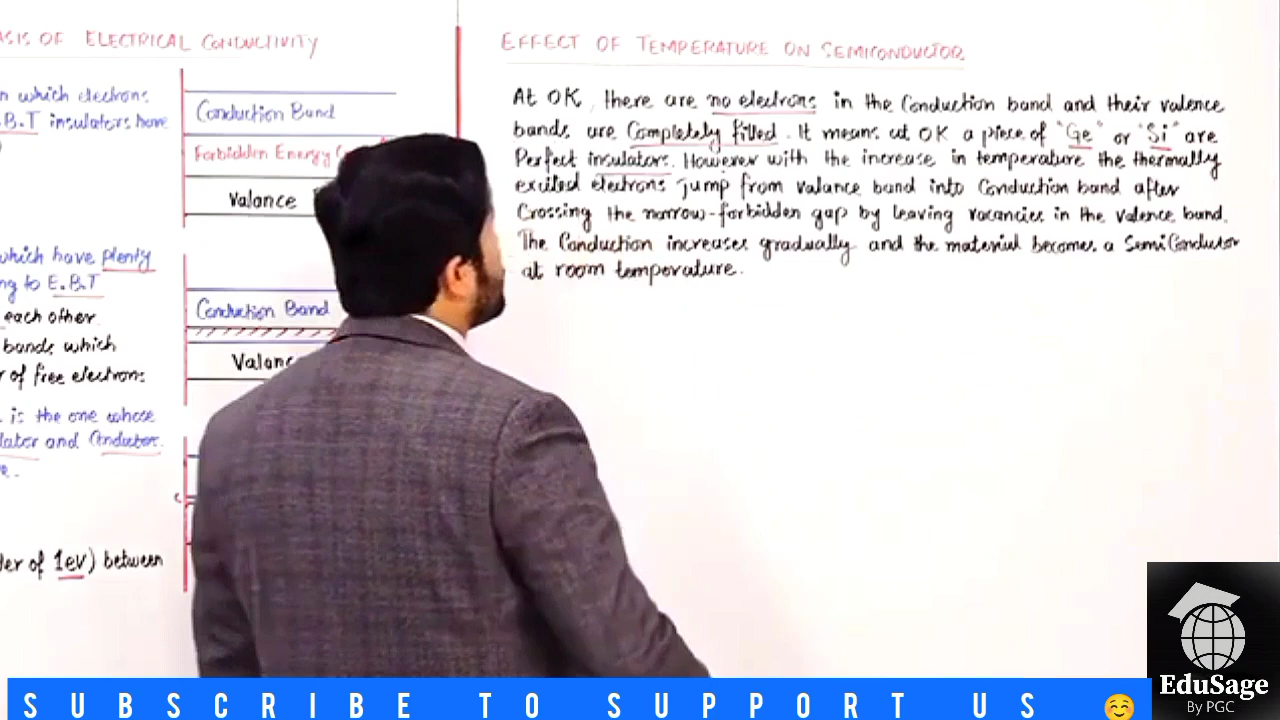 ASIS OF ELECTRICAL CONDUCTIVITY
n which electrons
.B.T insulators have
Conduction Band
Forbidden Energy
Valance
which have plenty
ng to E.B.T
each other
bands which
r of free electrons
Conduction Band
Valanc
is the one whose
lator and Conductor.
e.
er of 1ev) between
EFFECT OF TEMPERATURE ON SEMICONDUCTOR
At OK, there are no electrons in the Conduction band and their valence
bands are Completely filled. It means at OK a piece of "Ge" or "Si" are
Perfect insulators. However with the increase in temperature the thermally
excited electrons jump from valance band into Conduction band after
Crossing the narrow-forbidden gap by leaving vacancies in the valence band.
The Conduction increases gradually and the material becomes a SemiConductor
at room temperature.
EduSage
By PGC
SUBSCRIBE TO SUPPORT US 😊